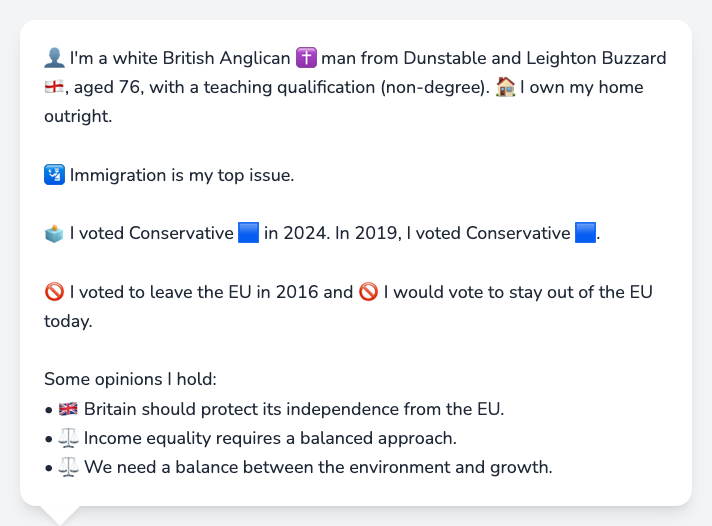 👤 I'm a white British Anglican ✝️ man from Dunstable and Leighton Buzzard
🏴󠁧󠁢󠁥󠁮󠁧󠁿, aged 76, with a teaching qualification (non-degree). 🏠 I own my home
outright.
🛂 Immigration is my top issue.
🗳️ I voted Conservative 🟦 in 2024. In 2019, I voted Conservative 🟦.
🚫 I voted to leave the EU in 2016 and 🚫 I would vote to stay out of the EU
today.
Some opinions I hold:
• 🇬🇧 Britain should protect its independence from the EU.
• ⚖️ Income equality requires a balanced approach.
• ⚖️ We need a balance between the environment and growth.